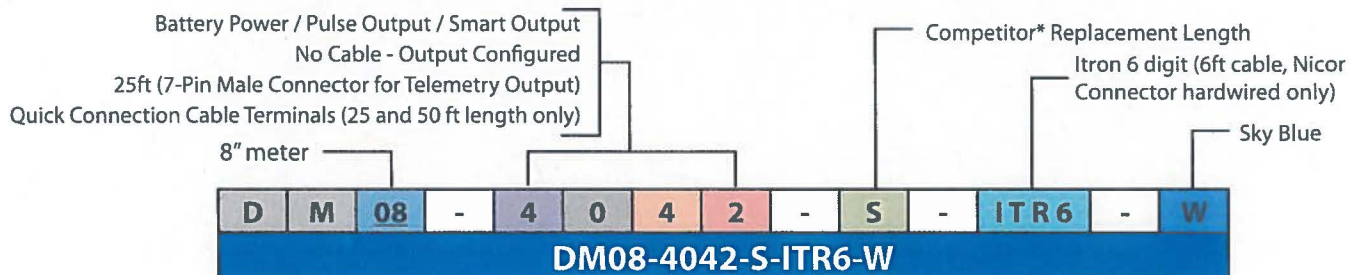 Battery Power / Pulse Output / Smart Output
No Cable - Output Configured
25ft (7-Pin Male Connector for Telemetry Output)
Quick Connection Cable Terminals (25 and 50 ft length only)
8" meter
Competitor* Replacement Length
Itron 6 digit (6ft cable, Nicor
Connector hardwired only)
Sky Blue
D M 08 - 4 0 4 2 - S - ITR6 - W
DM08-4042-S-ITR6-W